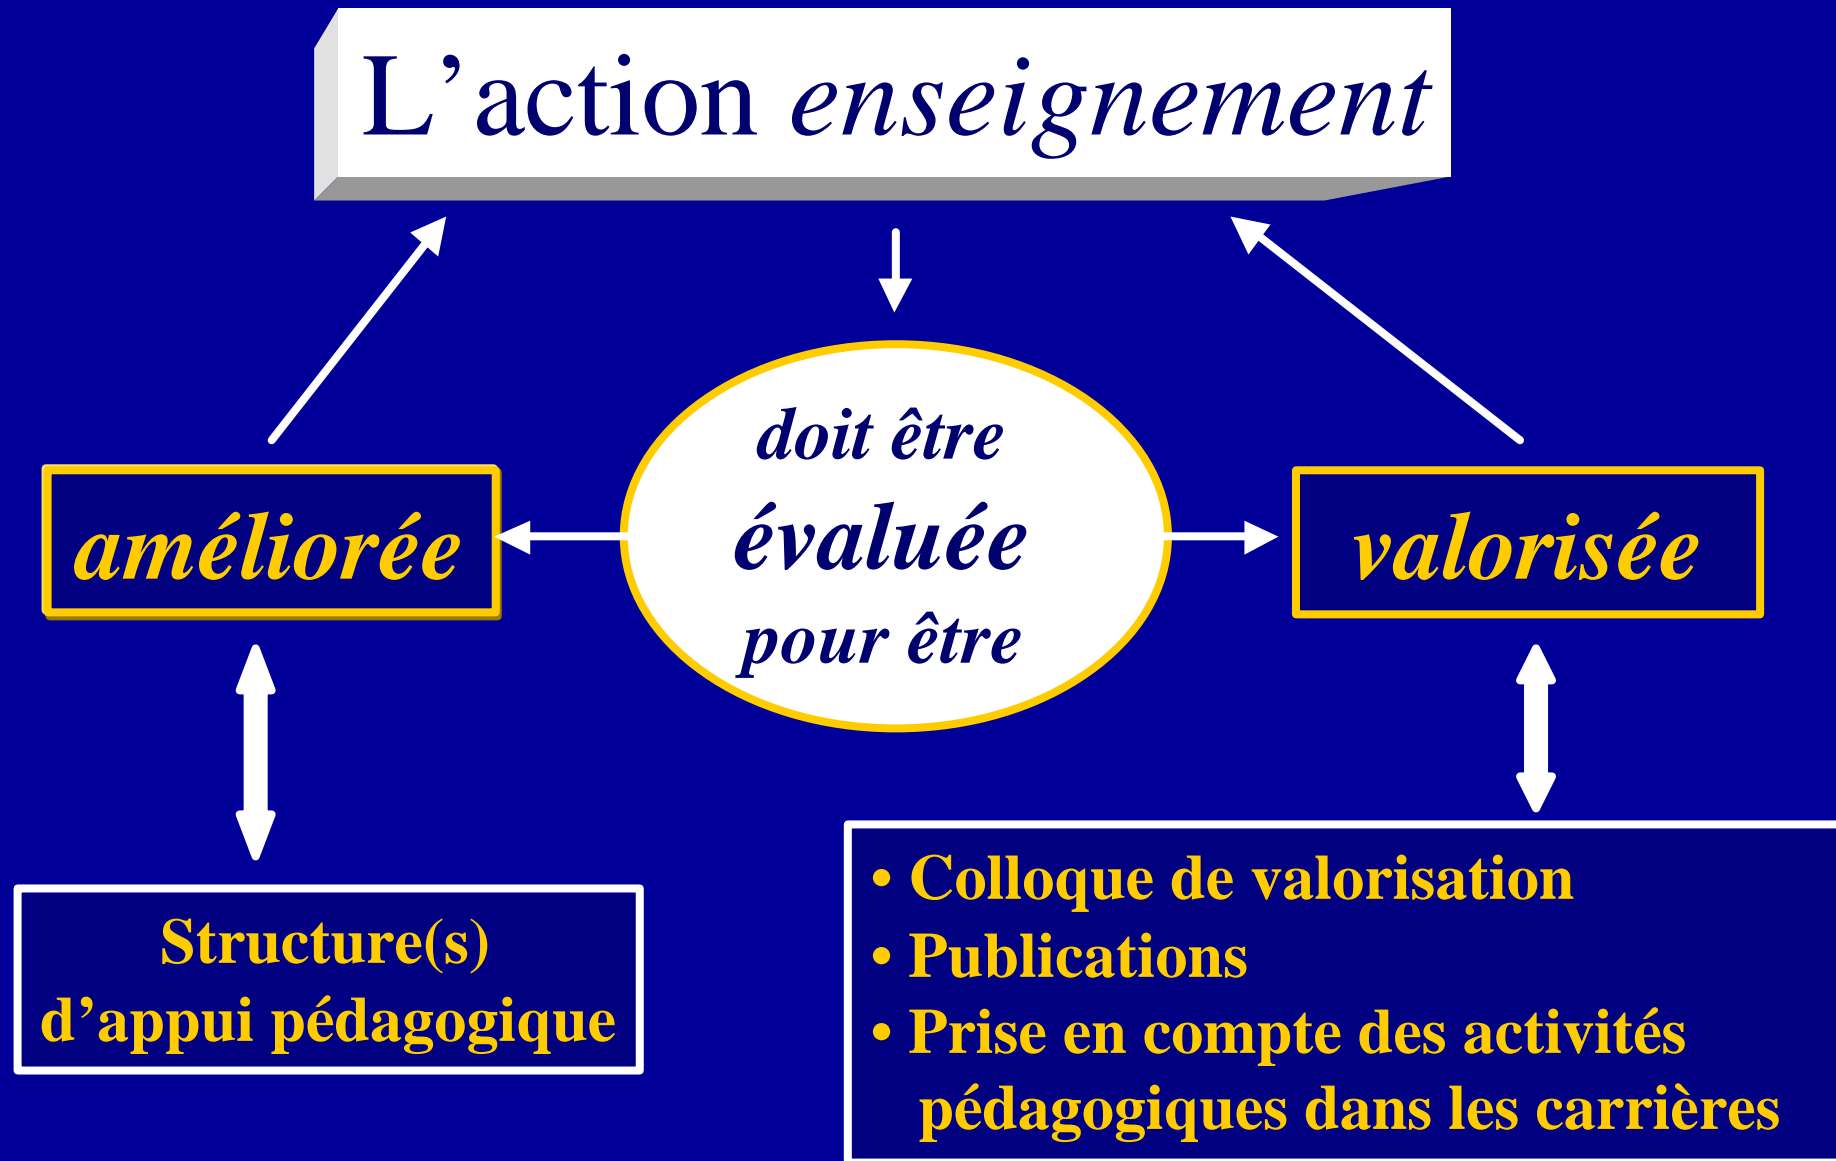 L’action enseignement
doit être
évaluée
pour être
améliorée
valorisée
Structure(s)
d’appui pédagogique
• Colloque de valorisation
• Publications
• Prise en compte des activités
pédagogiques dans les carrières